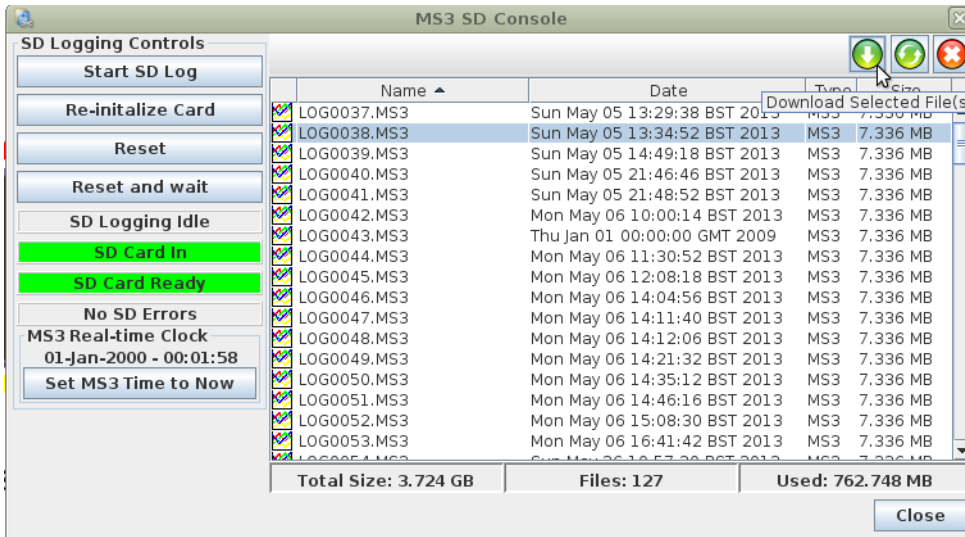 MS3 SD Console
SD Logging Controls
Start SD Log
Re-initalize Card
Reset
Reset and wait
SD Logging Idle
SD Card In
SD Card Ready
No SD Errors
MS3 Real-time Clock
01-Jan-2000 - 00:01:58
Set MS3 Time to Now
Name Date Type Size
Download Selected File(s
LOG0037.MS3 Sun May 05 13:29:38 BST 2013 MS3 7.336 MB
LOG0038.MS3 Sun May 05 13:34:52 BST 2013 MS3 7.336 MB
LOG0039.MS3 Sun May 05 14:49:18 BST 2013 MS3 7.336 MB
LOG0040.MS3 Sun May 05 21:46:46 BST 2013 MS3 7.336 MB
LOG0041.MS3 Sun May 05 21:48:52 BST 2013 MS3 7.336 MB
LOG0042.MS3 Mon May 06 10:00:14 BST 2013 MS3 7.336 MB
LOG0043.MS3 Thu Jan 01 00:00:00 GMT 2009 MS3 7.336 MB
LOG0044.MS3 Mon May 06 11:30:52 BST 2013 MS3 7.336 MB
LOG0045.MS3 Mon May 06 12:08:18 BST 2013 MS3 7.336 MB
LOG0046.MS3 Mon May 06 14:04:56 BST 2013 MS3 7.336 MB
LOG0047.MS3 Mon May 06 14:11:40 BST 2013 MS3 7.336 MB
LOG0048.MS3 Mon May 06 14:12:06 BST 2013 MS3 7.336 MB
LOG0049.MS3 Mon May 06 14:21:32 BST 2013 MS3 7.336 MB
LOG0050.MS3 Mon May 06 14:35:12 BST 2013 MS3 7.336 MB
LOG0051.MS3 Mon May 06 14:46:16 BST 2013 MS3 7.336 MB
LOG0052.MS3 Mon May 06 15:08:30 BST 2013 MS3 7.336 MB
LOG0053.MS3 Mon May 06 16:41:42 BST 2013 MS3 7.336 MB
Total Size: 3.724 GB
Files: 127
Used: 762.748 MB
Close